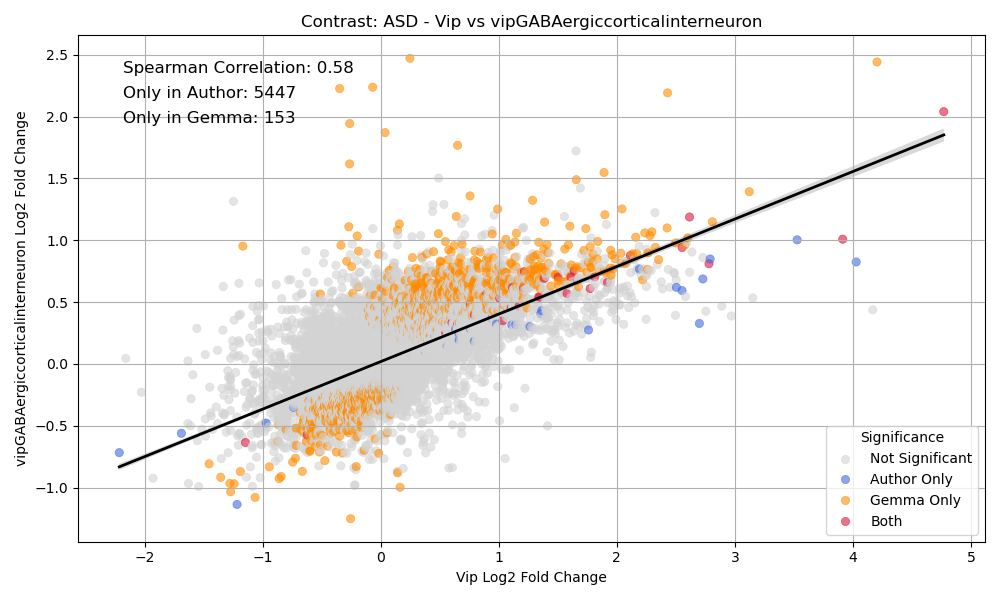 Contrast: ASD - Vip vs vipGABAergiccorticalinterneuron
Spearman Correlation: 0.58
Only in Author: 5447
Only in Gemma: 153
vipGABAergiccorticalinterneuron Log2 Fold Change
2.5
2.0
1.5
1.0
0.5
0.0
−0.5
−1.0
Significance
Not Significant
Author Only
Gemma Only
Both
−2
−1
0
1
2
3
4
5
Vip Log2 Fold Change